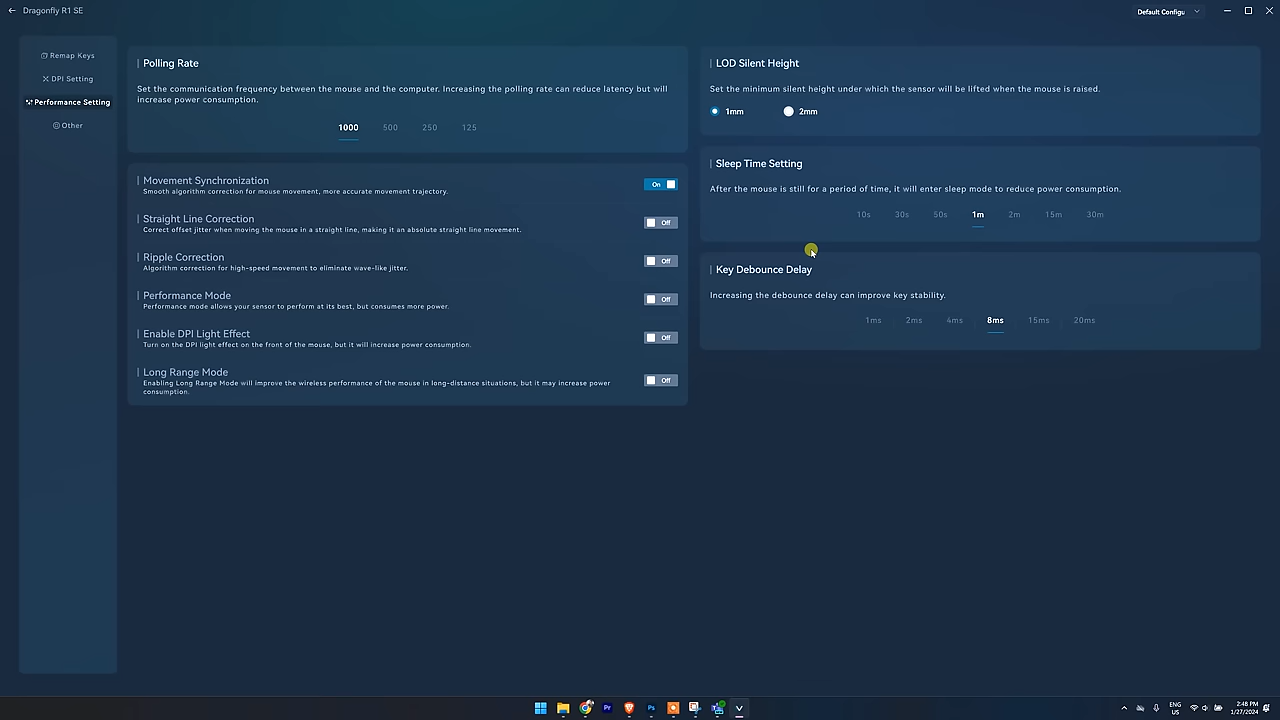 Dragonfly R1 SE
Default Configu
Remap Keys
DPI Setting
Performance Setting
Other
Polling Rate
Set the communication frequency between the mouse and the computer. Increasing the polling rate can reduce latency but will
increase power consumption.
1000 500 250 125
Movement Synchronization
Smooth algorithm correction for mouse movement, more accurate movement trajectory.
On
Straight Line Correction
Correct offset jitter when moving the mouse in a straight line, making it an absolute straight line movement.
Off
Ripple Correction
Algorithm correction for high-speed movement to eliminate wave-like jitter.
Off
Performance Mode
Performance mode allows your sensor to perform at its best, but consumes more power.
Off
Enable DPI Light Effect
Turn on the DPI light effect on the front of the mouse, but it will increase power consumption.
Off
Long Range Mode
Enabling Long Range Mode will improve the wireless performance of the mouse in long-distance situations, but it may increase power
consumption.
Off
LOD Silent Height
Set the minimum silent height under which the sensor will be lifted when the mouse is raised.
1mm 2mm
Sleep Time Setting
After the mouse is still for a period of time, it will enter sleep mode to reduce power consumption.
10s 30s 50s 1m 2m 15m 30m
Key Debounce Delay
Increasing the debounce delay can improve key stability.
1ms 2ms 4ms 8ms 15ms 20ms
Pr
Ps
ENG
US
2:46 PM
1/27/2024